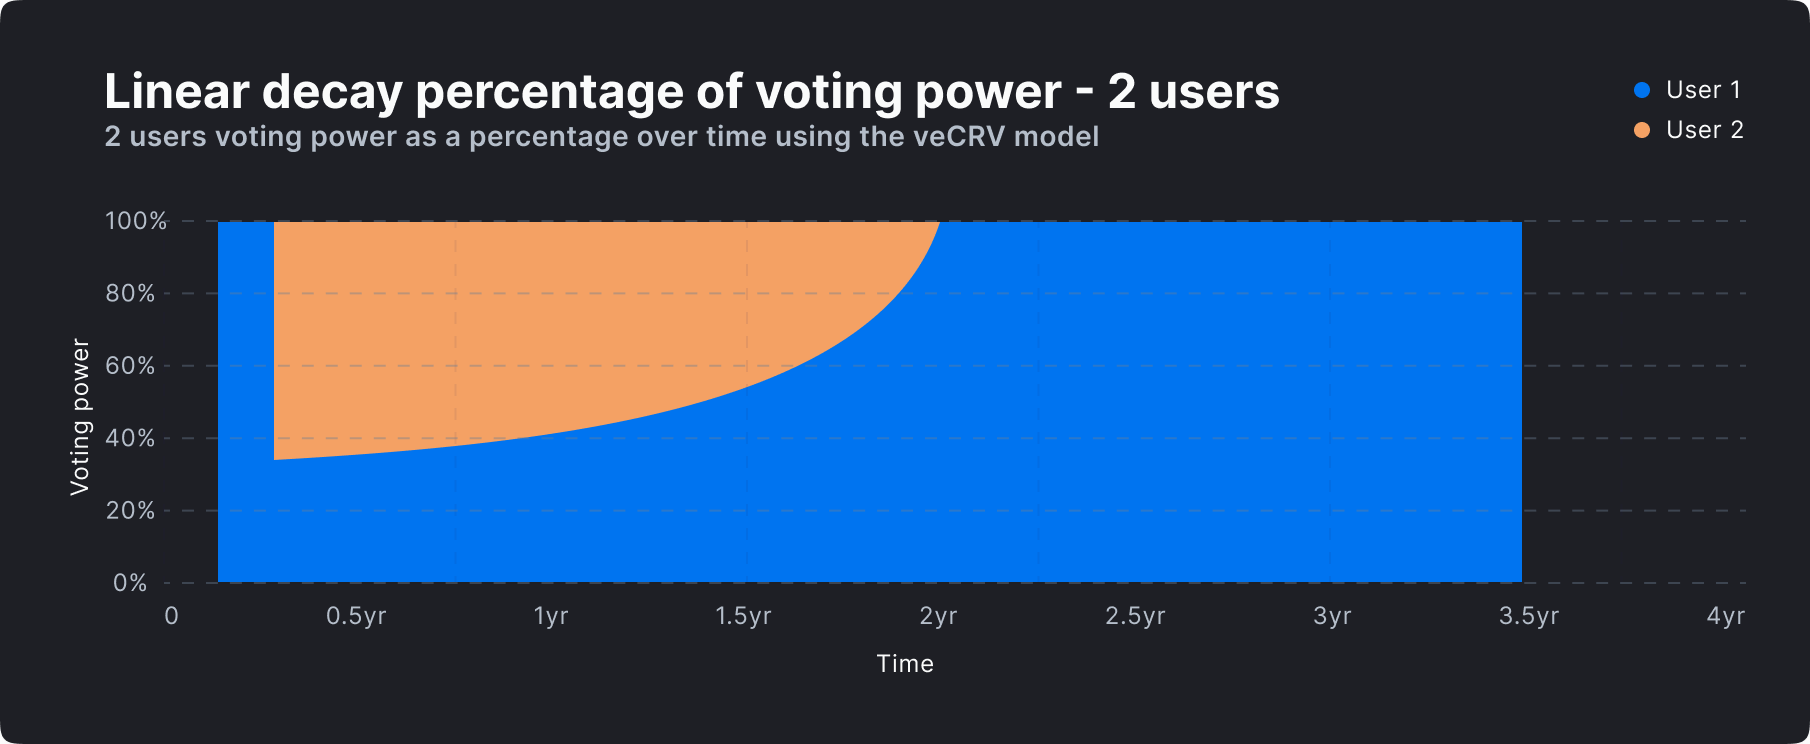 Linear decay percentage of voting power - 2 users
2 users voting power as a percentage over time using the veCRV model
User 1
User 2
100%
80%
60%
40%
20%
0%
Voting power
0 0.5yr 1yr 1.5yr 2yr 2.5yr 3yr 3.5yr 4yr
Time